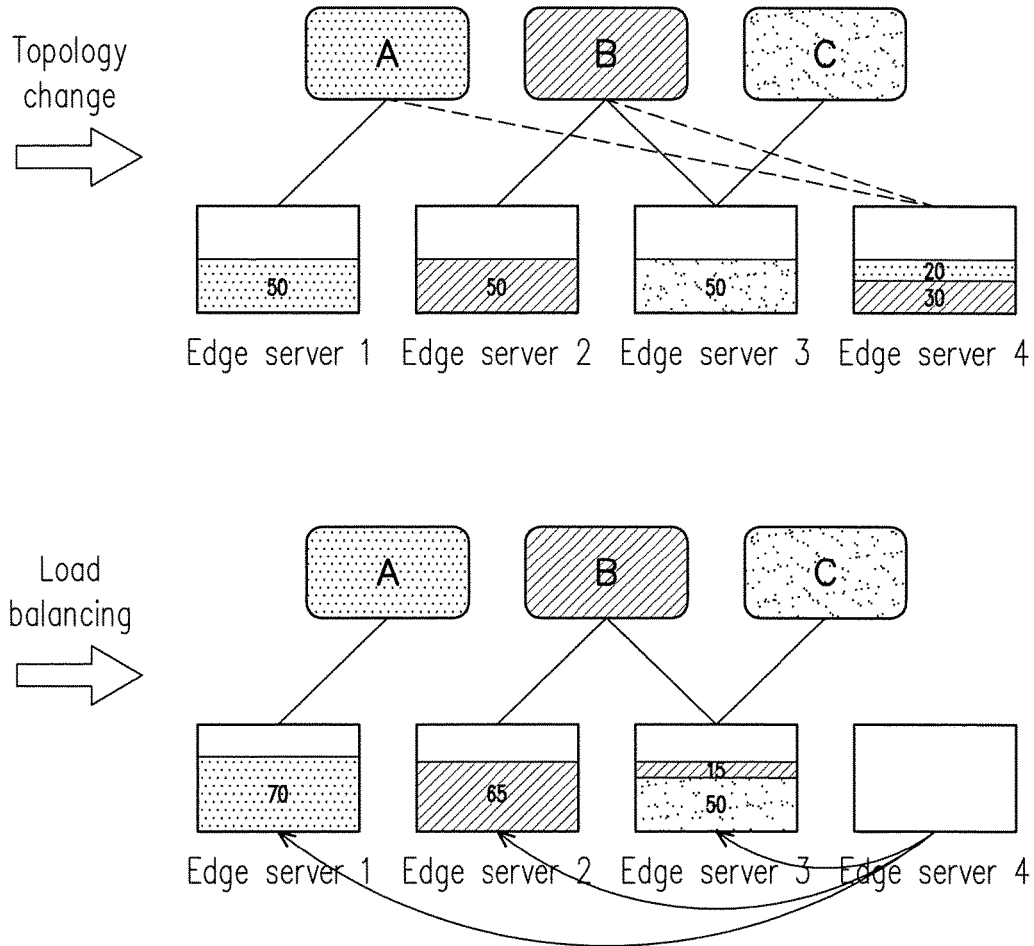 Topology
change
A
B
C
50
50
50
20
30
Edge server 1
Edge server 2
Edge server 3
Edge server 4
Load
balancing
A
B
C
70
65
15
50
Edge server 1
Edge server 2
Edge server 3
Edge server 4